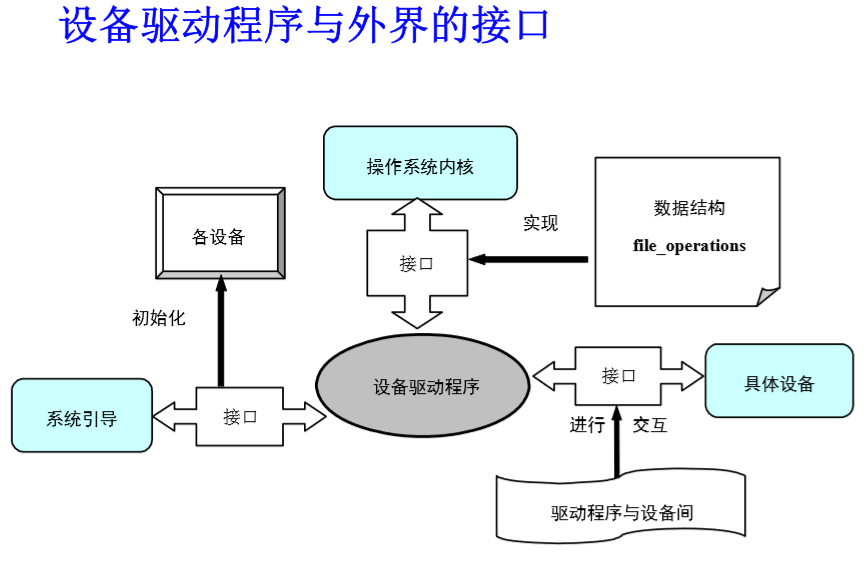 设备驱动程序与外界的接口
操作系统内核
各设备
数据结构
file_operations
实现
接口
初始化
设备驱动程序
接口
具体设备
系统引导
接口
进行 交互
驱动程序与设备间